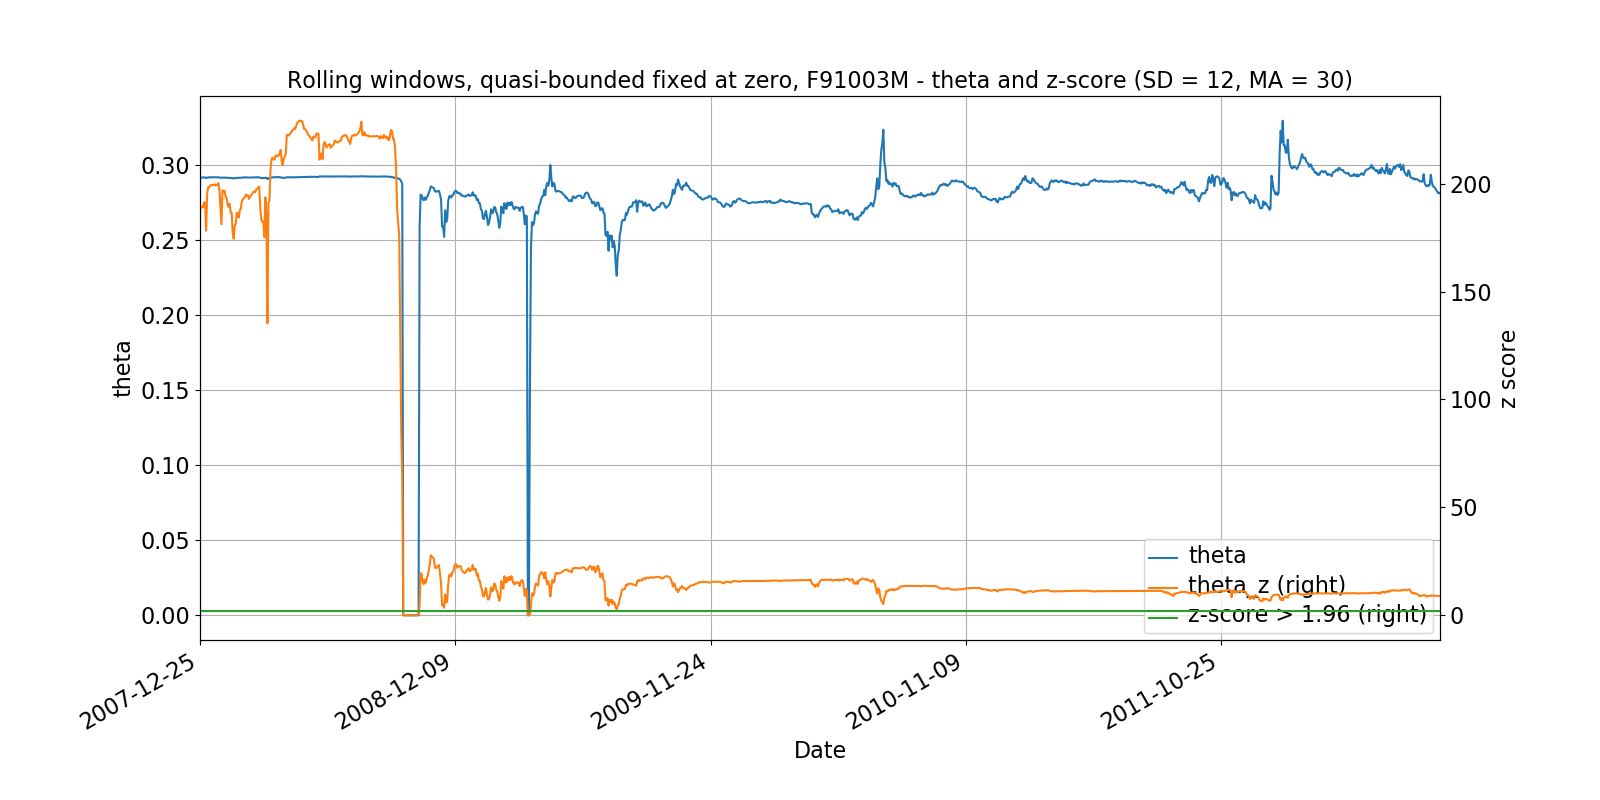 Rolling windows, quasi-bounded fixed at zero, F91003M - theta and z-score (SD = 12, MA = 30)
0.30
0.25
0.20
0.15
0.10
0.05
0.00
theta
200
150
100
50
0
z score
theta
theta_z (right)
z-score > 1.96 (right)
2007-12-25
2008-12-09
2009-11-24
2010-11-09
2011-10-25
Date